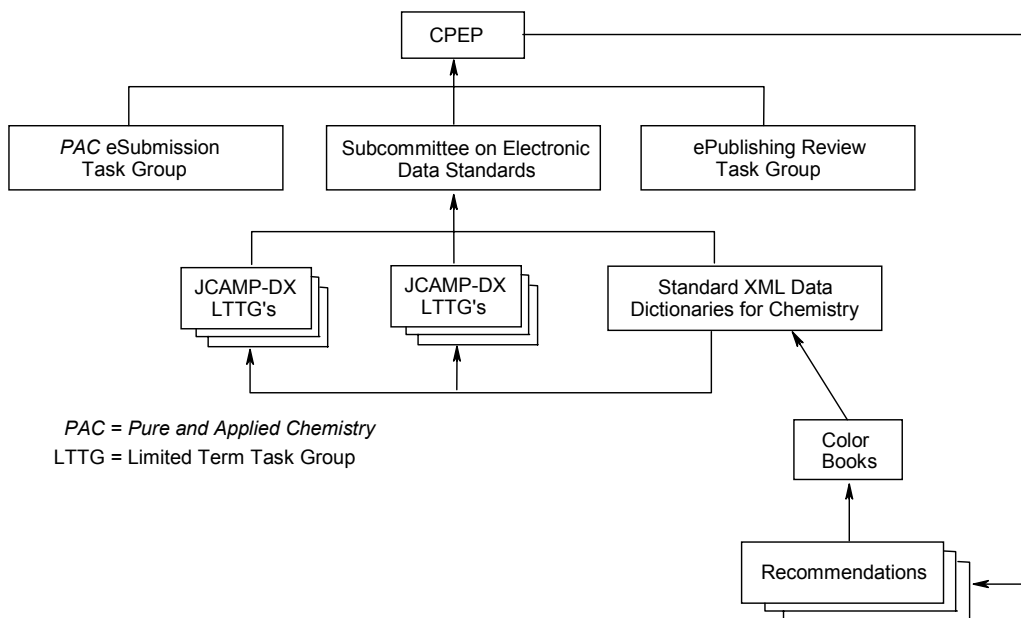 CPEP
PAC eSubmission
Task Group
Subcommittee on Electronic
Data Standards
ePublishing Review
Task Group
JCAMP-DX
LTTG's
JCAMP-DX
LTTG's
Standard XML Data
Dictionaries for Chemistry
PAC = Pure and Applied Chemistry
LTTG = Limited Term Task Group
Color
Books
Recommendations